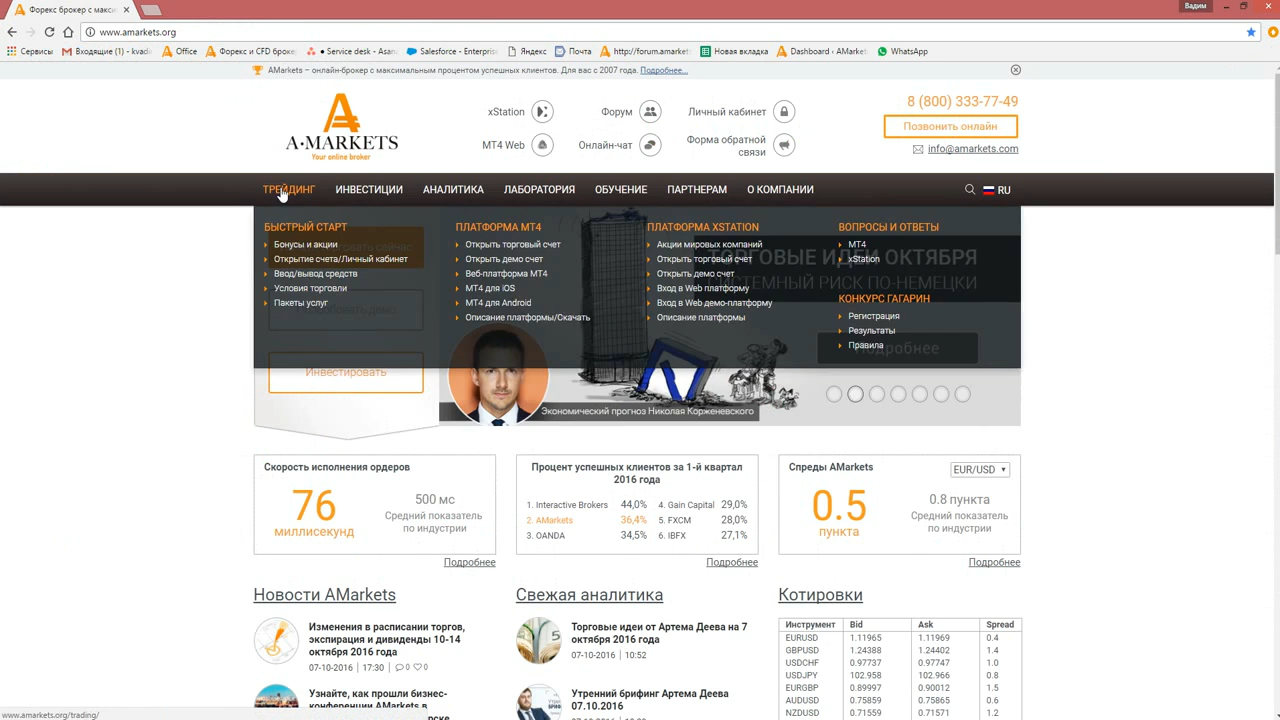 Форекс брокер с макси
Вадим
www.amarkets.org
Сервисы
Входящие (1) - kvadi
Office
Форекс и CFD брокe
• Service desk - Asan
Salesforce - Enterpris
Яндекс
Почта
http://forum.amarket
Новая вкладка
Dashboard ‹ AMarket
WhatsApp
AMarkets – онлайн-брокер с максимальным процентом успешных клиентов. Для вас с 2007 года. Подробнее...
A·MARKETS
Your online broker
xStation
Форум
Личный кабинет
MT4 Web
Онлайн-чат
Форма обратной
связи
8 (800) 333-77-49
Позвонить онлайн
info@amarkets.com
ТРЕЙДИНГ
ИНВЕСТИЦИИ
АНАЛИТИКА
ЛАБОРАТОРИЯ
ОБУЧЕНИЕ
ПАРТНЕРАМ
О КОМПАНИИ
RU
БЫСТРЫЙ СТАРТ
Бонусы и акции
Открытие счета/Личный кабинет
Ввод/вывод средств
Условия торговли
Пакеты услуг
ПЛАТФОРМА MT4
Открыть торговый счет
Открыть демо счет
Веб-платформа MT4
MT4 для iOS
MT4 для Android
Описание платформы/Скачать
ПЛАТФОРМА XSTATION
Акции мировых компаний
Открыть торговый счет
Открыть демо счет
Вход в Web платформу
Вход в Web демо-платформу
Описание платформы
ВОПРОСЫ И ОТВЕТЫ
MT4
xStation
КОНКУРС ГАГАРИН
Регистрация
Результаты
Правила
ТОРГОВЫЕ ИДЕИ ОКТЯБРЯ
СИСТЕМНЫЙ РИСК ПО-НЕМЕЦКИ
Подробнее
Инвестировать
Экономический прогноз Николая Корженевского
Скорость исполнения ордеров
76
миллисекунд
500 мс
Средний показатель
по индустрии
Подробнее
Процент успешных клиентов за 1-й квартал
2016 года
1. Interactive Brokers 44,0%
2. AMarkets 36,4%
3. OANDA 34,5%
4. Gain Capital 29,0%
5. FXCM 28,0%
6. IBFX 27,1%
Подробнее
Спреды AMarkets
EUR/USD
0.5
пункта
0.8 пункта
Средний показатель
по индустрии
Подробнее
Новости AMarkets
Изменения в расписании торгов,
экспирация и дивиденды 10-14
октября 2016 года
07-10-2016 | 17:30 | 0 0
Узнайте, как прошли бизнес-
конференции AMarkets в
Свежая аналитика
Торговые идеи от Артема Деева на 7
октября 2016 года
07-10-2016 | 10:52
Утренний брифинг Артема Деева
07.10.2016
Котировки
Инструмент Bid Ask Spread
EURUSD 1.11965 1.11969 0.4
GBPUSD 1.24388 1.24402 1.4
USDCHF 0.97737 0.97747 1.0
USDJPY 102.958 102.966 0.8
EURGBP 0.89997 0.90012 1.5
AUDUSD 0.75859 0.75865 0.6
NZDUSD 0.71559 0.71571 1.2
www.amarkets.org/trading/